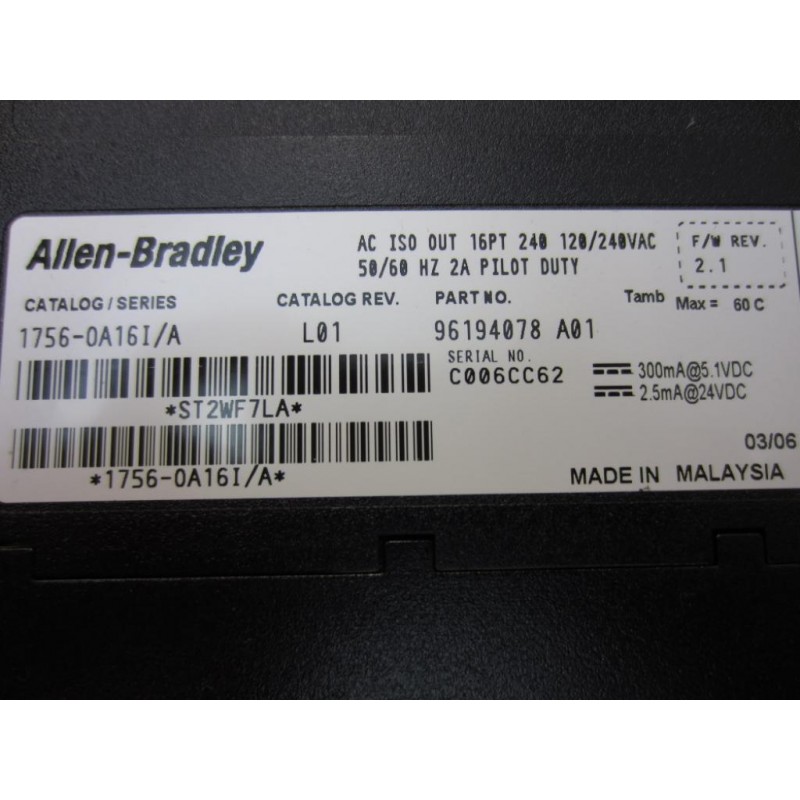 Allen-Bradley
AC ISO OUT 16PT 240 120/240VAC
50/60 HZ 2A PILOT DUTY
F/W REV.
2.1
CATALOG / SERIES
1756-OA16I/A
CATALOG REV.
L01
PART NO.
96194078 A01
Tamb Max = 60 C
SERIAL NO.
C006CC62
300mA@5.1VDC
2.5mA@24VDC
*ST2WF7LA*
*1756-OA16I/A*
03/06
MADE IN MALAYSIA